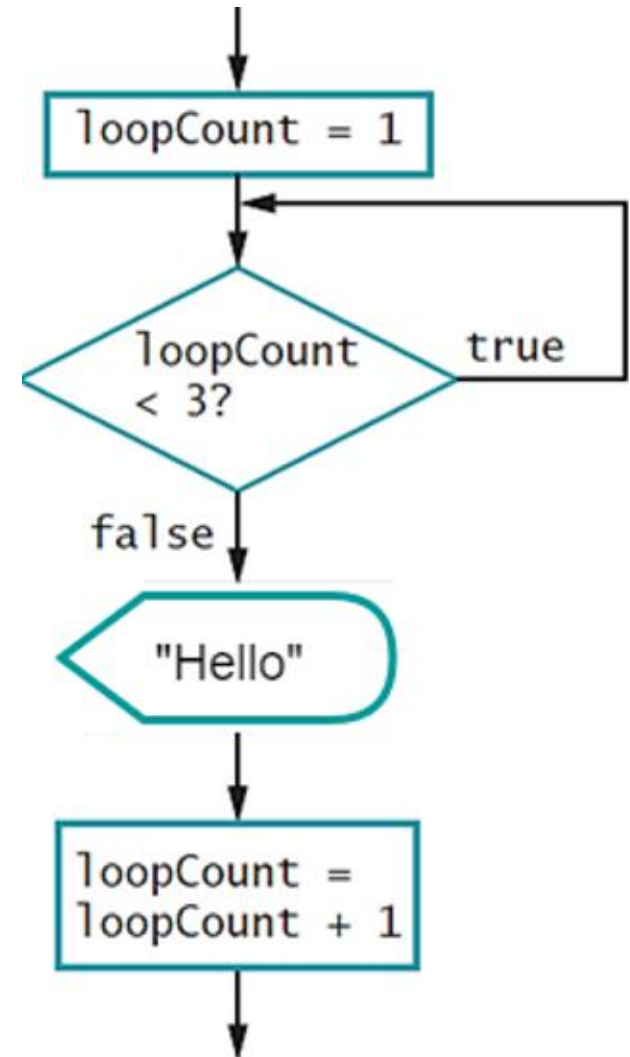 loopCount = 1
loopCount
< 3?
true
false
"Hello"
loopCount =
loopCount + 1